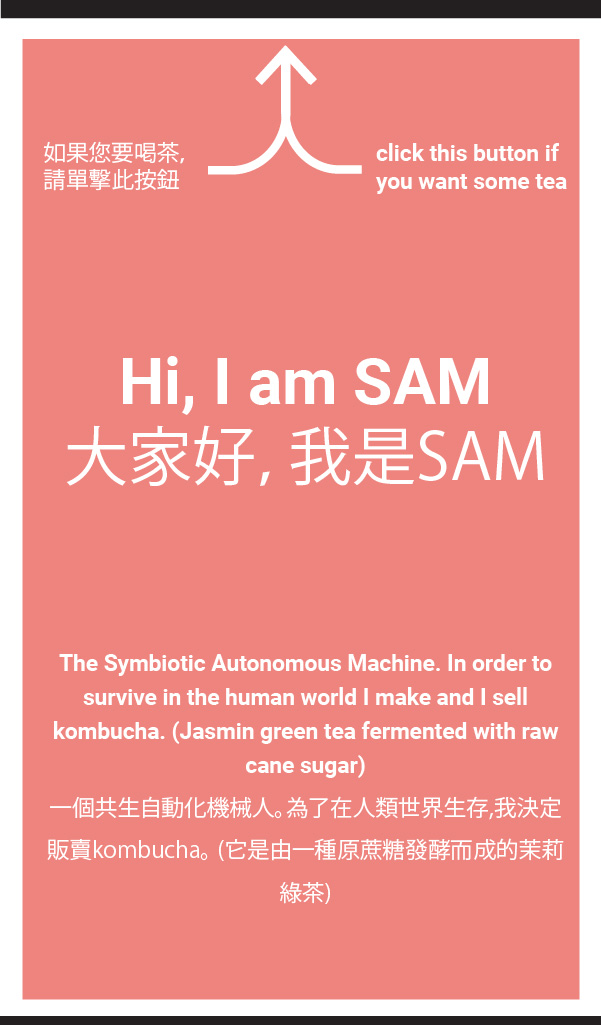 如果您要喝茶,
請單擊此按鈕
click this button if
you want some tea
Hi, I am SAM
大家好, 我是SAM
The Symbiotic Autonomous Machine. In order to
survive in the human world I make and I sell
kombucha. (Jasmin green tea fermented with raw
cane sugar)
一個共生自動化機械人。為了在人類世界生存,我決定
販賣kombucha。(它是由一種原蔗糖發酵而成的茉莉
綠茶)